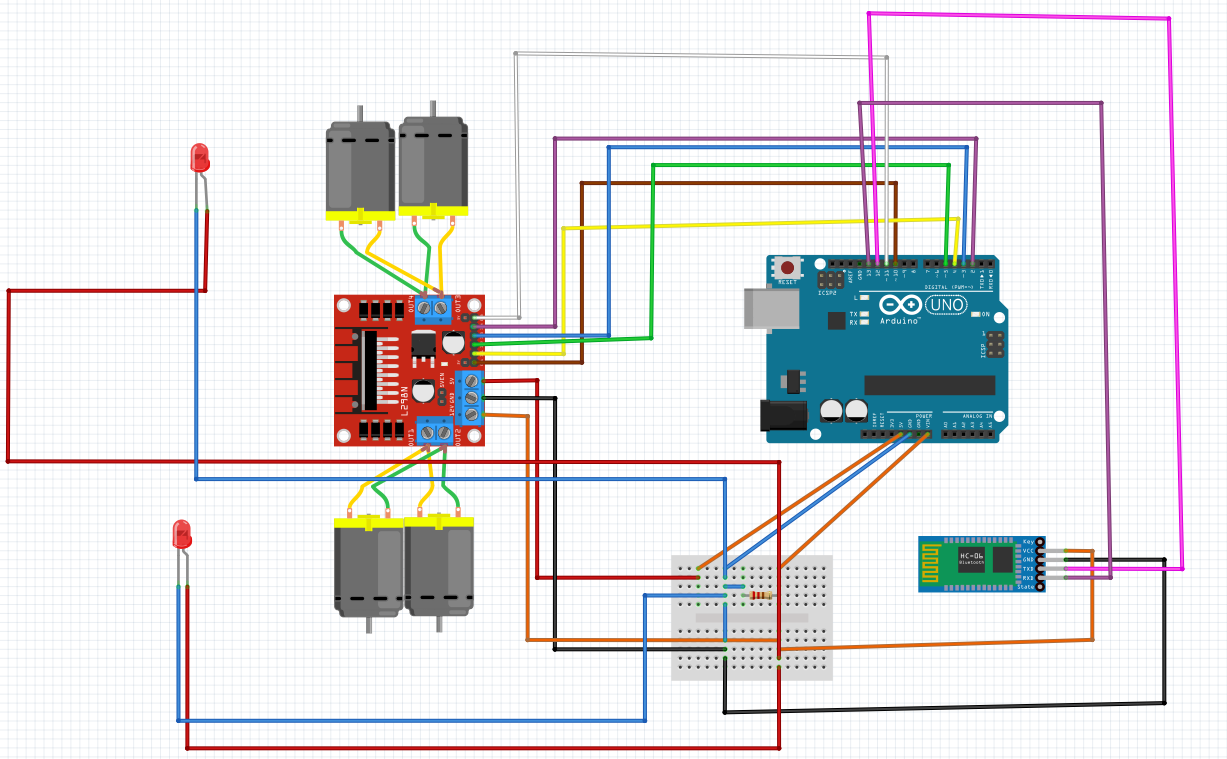 OUT4
OUT3
5V
5VEN
12V GND
L298N
OUT1
OUT2
RESET
ICSP2
AREF
GND
13
12
~11
~10
~9
8
7
~6
~5
4
~3
2
TX▸1
RX◂0
DIGITAL (PWM~)
L
TX
RX
UNO
Arduino
ON
ICSP
1
IOREF
RESET
3V3
5V
GND
GND
VIN
POWER
ANALOG IN
A0
A1
A2
A3
A4
A5
HC-06
Bluetooth
Key
VCC
GND
TXD
RXD
State